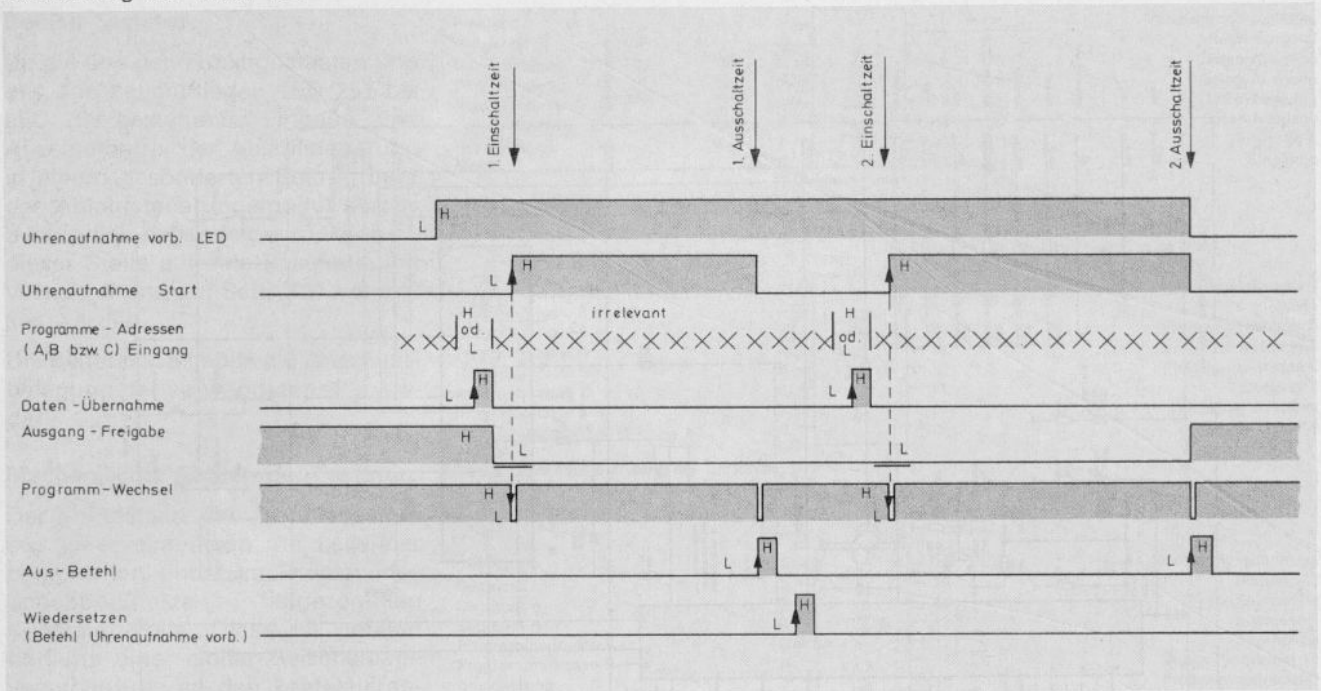 1. Einschaltzeit
1. Ausschaltzeit
2. Einschaltzeit
2. Ausschaltzeit
Uhrenaufnahme vorb. LED
L H
Uhrenaufnahme Start
L H H
Programme - Adressen
(A,B bzw. C) Eingang
H od. L
irrelevant
H od. L
Daten - Übernahme
L H L H
Ausgang - Freigabe
H L L
Programm - Wechsel
H L H L
Aus - Befehl
L H L H
Wiedersetzen
(Befehl Uhrenaufnahme vorb.)
L H